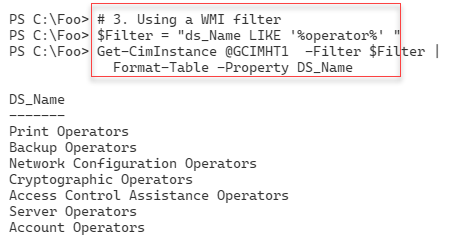 PS C:\Foo> # 3. Using a WMI filter
PS C:\Foo> $Filter = "ds_Name LIKE '%operator%' "
PS C:\Foo> Get-CimInstance @GCIMHT1  -Filter $Filter |
             Format-Table -Property DS_Name
DS_Name
-------
Print Operators
Backup Operators
Network Configuration Operators
Cryptographic Operators
Access Control Assistance Operators
Server Operators
Account Operators